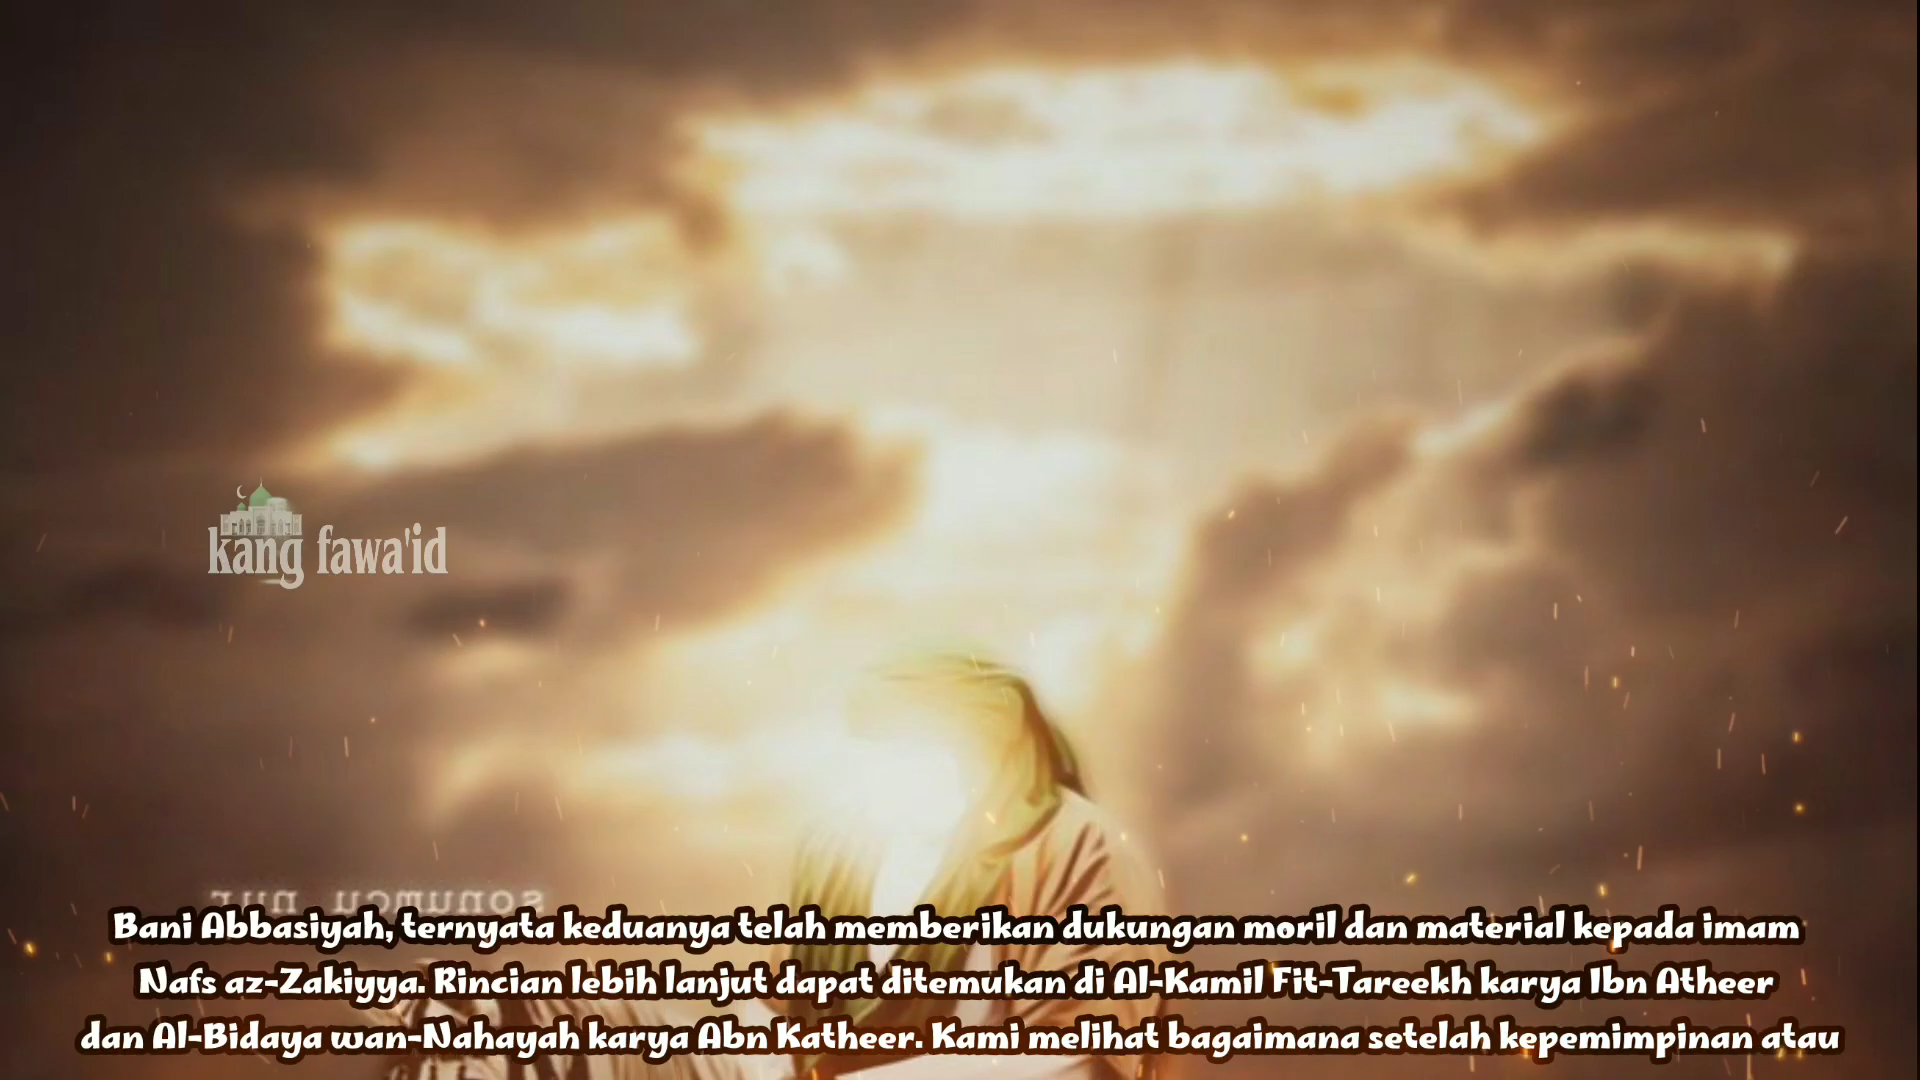 kang fawa'id
sonumcu nur
Bani Abbasiyah, ternyata keduanya telah memberikan dukungan moril dan material kepada imam
Nafs az-Zakiyya. Rincian lebih lanjut dapat ditemukan di Al-Kamil Fit-Tareekh karya Ibn Atheer
dan Al-Bidaya wan-Nahayah karya Abn Katheer. Kami melihat bagaimana setelah kepemimpinan atau